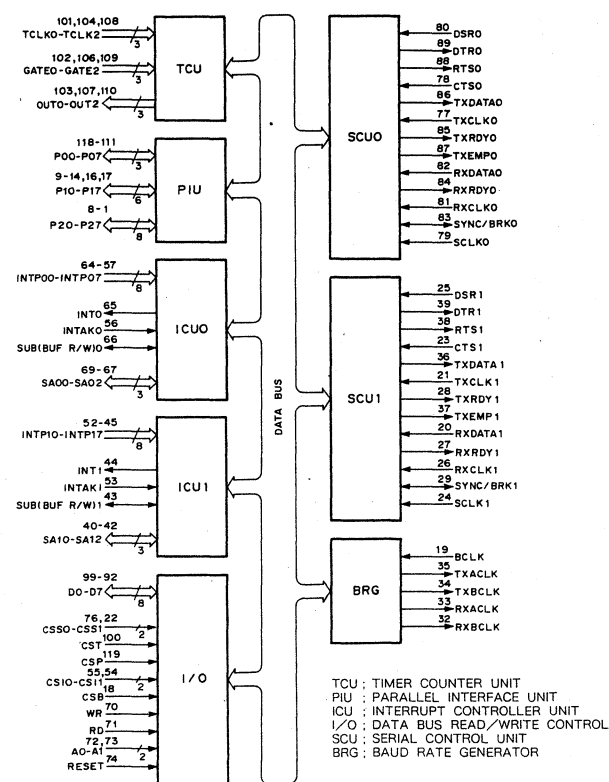 101,104,108
TCLK0-TCLK2
3
102,106,109
GATE0-GATE2
3
103,107,110
OUT0-OUT2
3
TCU
118-111
P00-P07
3
9-14,16,17
P10-P17
6
8-1
P20-P27
8
PIU
64-57
INTP00-INTP07
8
65
INT0
56
INTAK0
66
SUB(BUF R/W)0
69-67
SA00-SA02
3
ICU0
52-45
INTP10-INTP17
8
44
INT1
53
INTAK1
43
SUB(BUF R/W)1
40-42
SA10-SA12
3
ICU1
99-92
D0-D7
8
76,22
CSS0-CSS1
2
100
CST
119
CSP
55,54
CSI0-CSI1
2
18
CSB
70
WR
71
RD
72,73
A0-A1
2
74
RESET
I/O
DATA BUS
SCU0
80
DSR0
89
DTR0
88
RTS0
78
CTS0
86
TXDATA0
77
TXCLK0
85
TXRDY0
87
TXEMP0
82
RXDATA0
84
RXRDY0
81
RXCLK0
83
SYNC/BRK0
79
SCLK0
SCU1
25
DSR1
39
DTR1
38
RTS1
23
CTS1
36
TXDATA1
21
TXCLK1
28
TXRDY1
37
TXEMP1
20
RXDATA1
27
RXRDY1
26
RXCLK1
29
SYNC/BRK1
24
SCLK1
BRG
19
BCLK
35
TXACLK
34
TXBCLK
33
RXACLK
32
RXBCLK
TCU ; TIMER COUNTER UNIT
PIU ; PARALLEL INTERFACE UNIT
ICU ; INTERRUPT CONTROLLER UNIT
I/O ; DATA BUS READ/WRITE CONTROL
SCU ; SERIAL CONTROL UNIT
BRG ; BAUD RATE GENERATOR